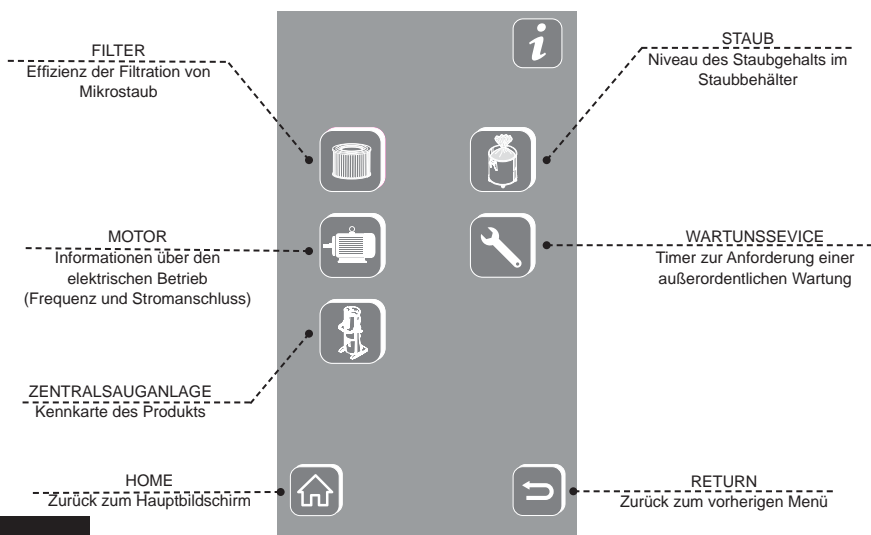 i
FILTER
Effizienz der Filtration von
Mikrostaub
STAUB
Niveau des Staubgehalts im
Staubbehälter
MOTOR
Informationen über den
elektrischen Betrieb
(Frequenz und Stromanschluss)
WARTUNSSEVICE
Timer zur Anforderung einer
außerordentlichen Wartung
ZENTRALSAUGANLAGE
Kennkarte des Produkts
HOME
Zurück zum Hauptbildschirm
RETURN
Zurück zum vorherigen Menü